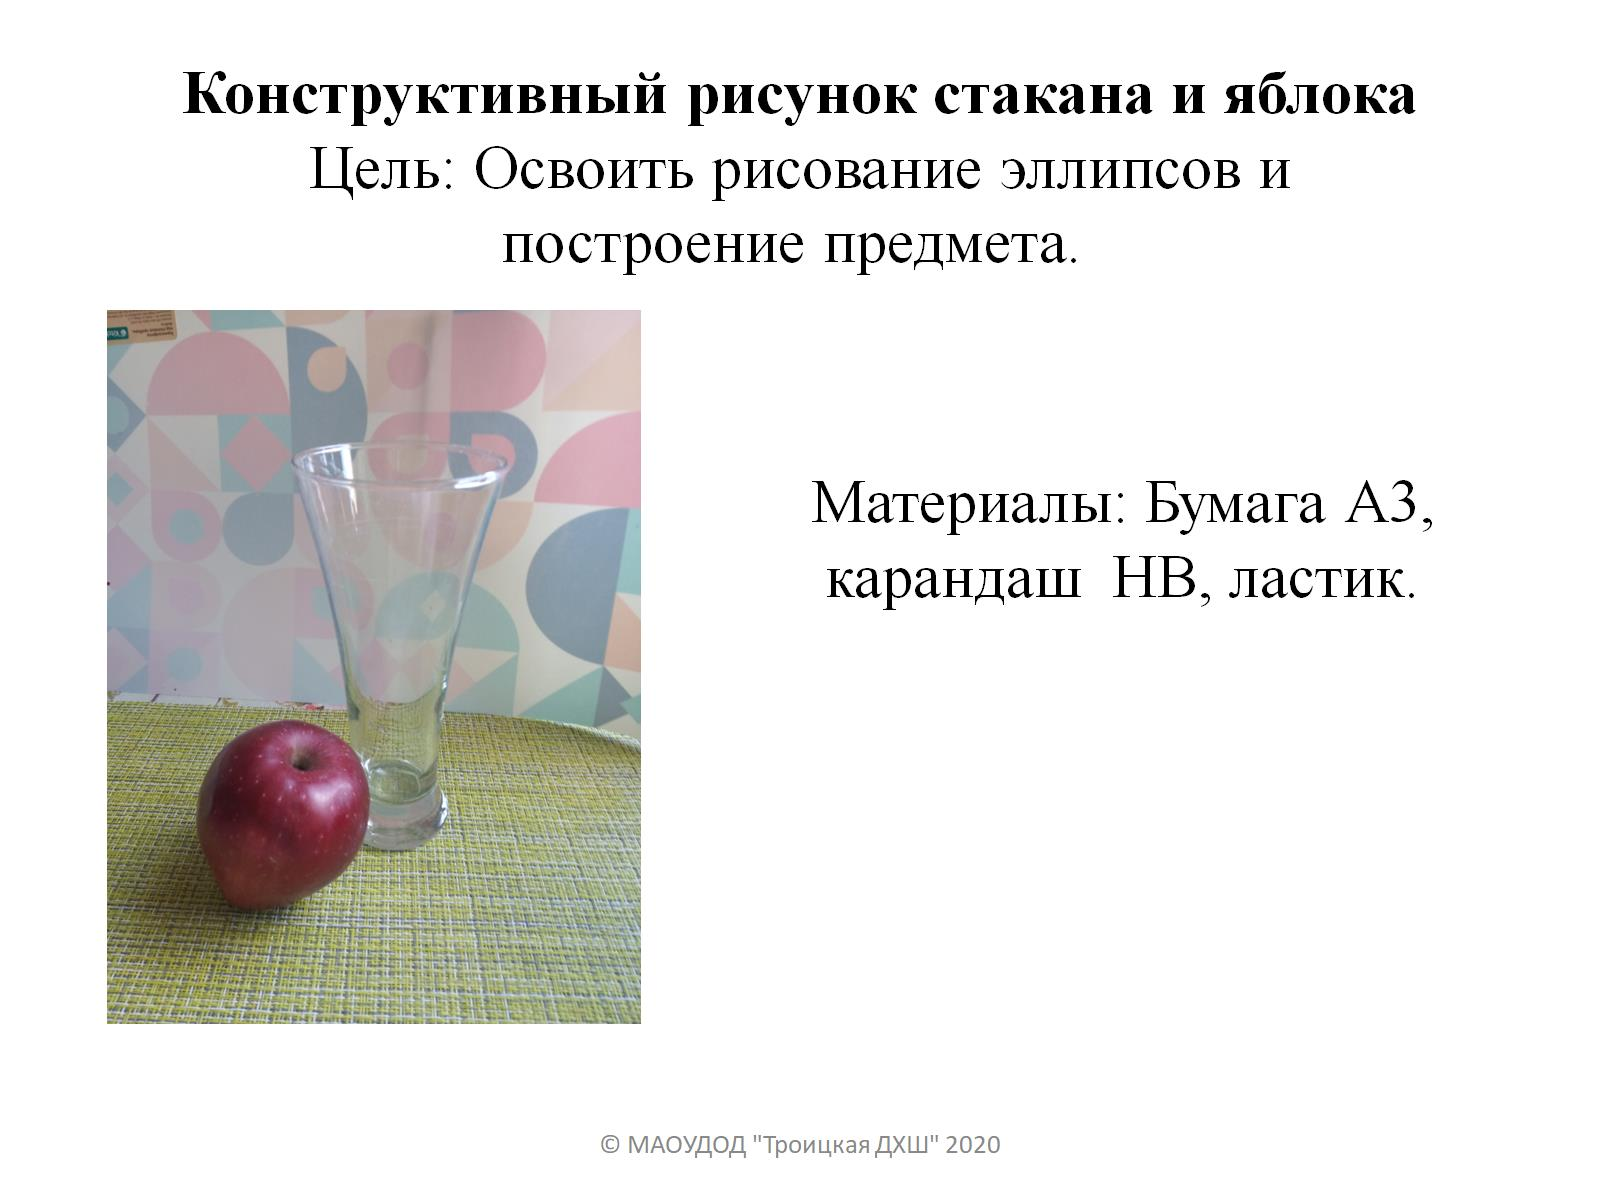 Конструктивный рисунок стакана и яблока
Цель: Освоить рисование эллипсов и
построение предмета.
Материалы: Бумага А3,
карандаш  НВ, ластик.
© МАОУДОД "Троицкая ДХШ" 2020